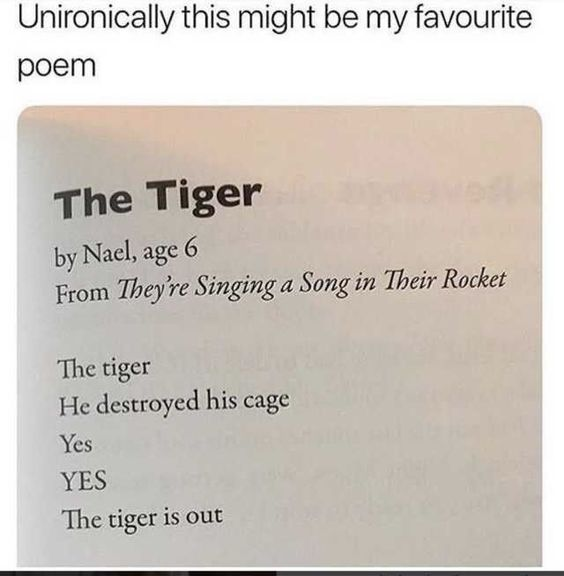 Unironically this might be my favourite
poem
The Tiger
by Nael, age 6
From They're Singing a Song in Their Rocket
The tiger
He destroyed his cage
Yes
YES
The tiger is out